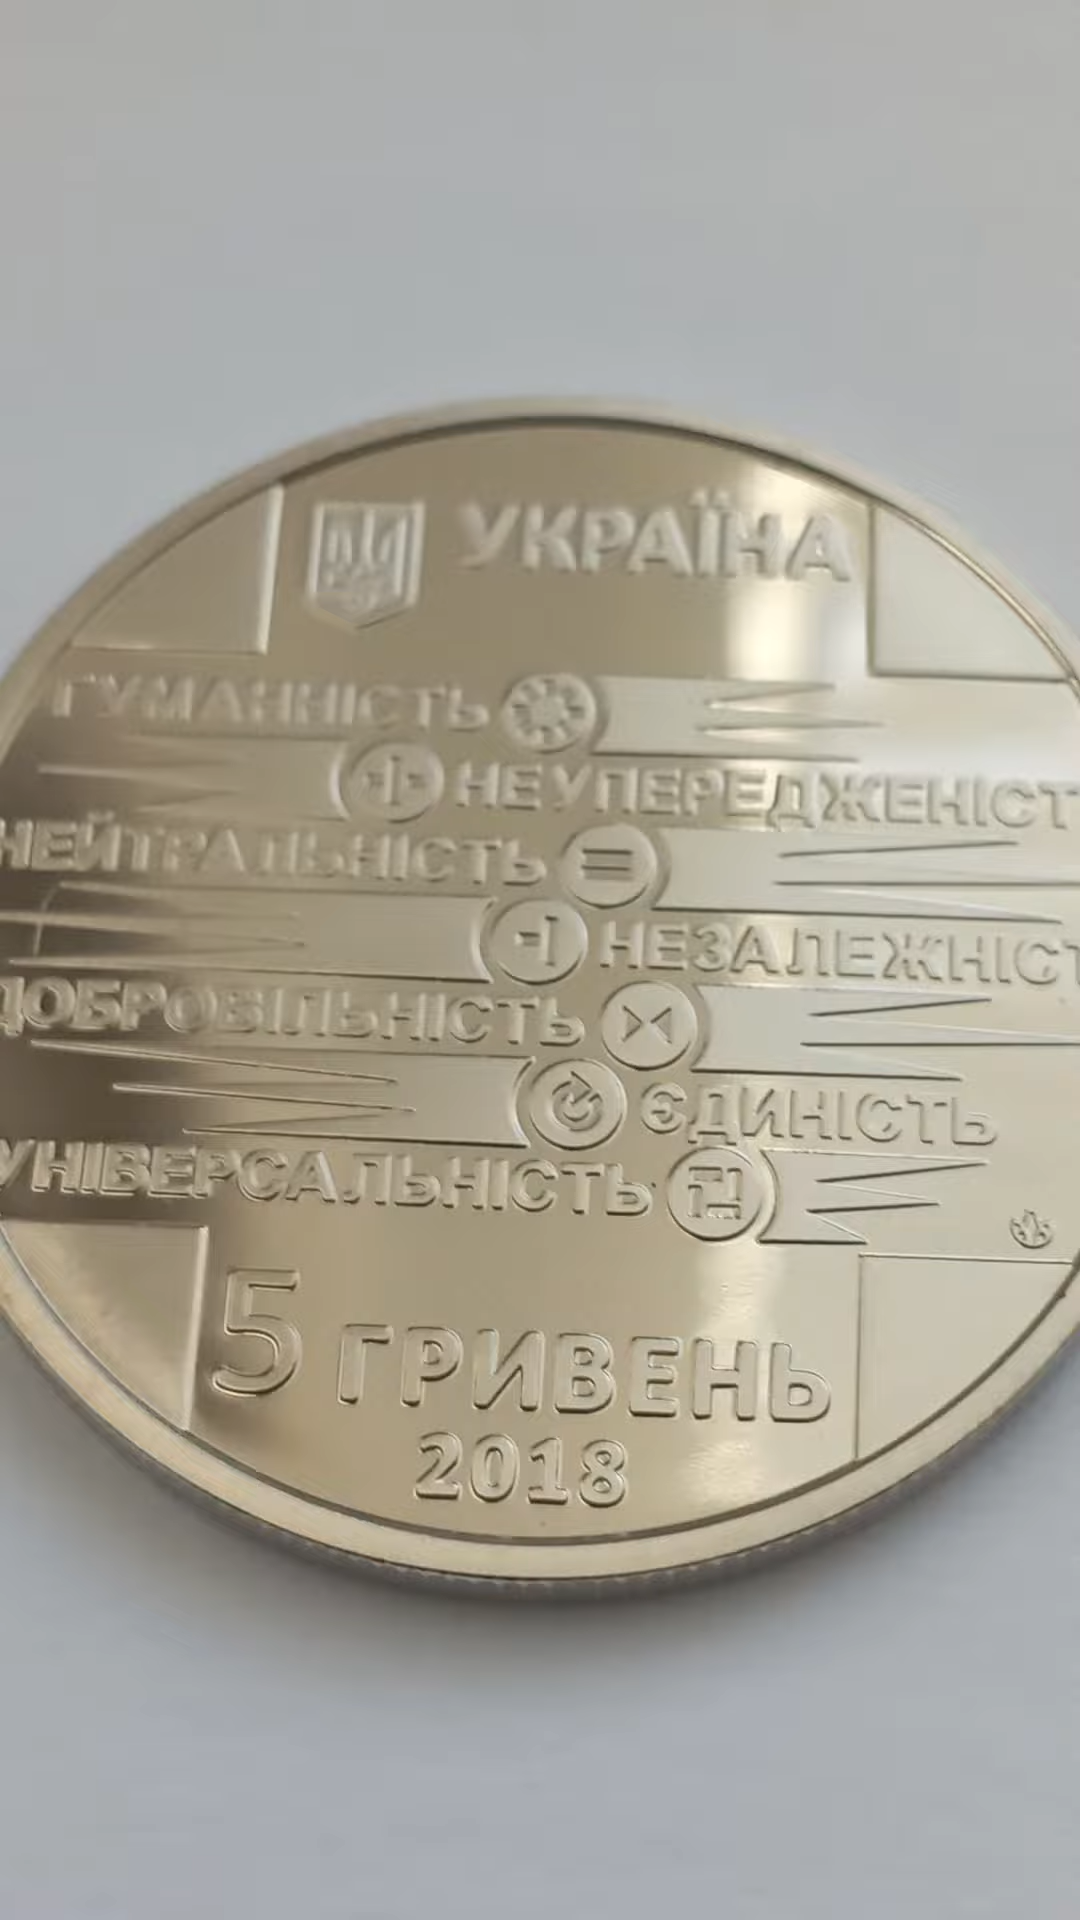 УКРАЇНА
ГУМАННІСТЬ
НЕУПЕРЕДЖЕНІСТ
НЕЙТРАЛЬНІСТЬ
НЕЗАЛЕЖНІСТ
ДОБРОВІЛЬНІСТЬ
ЄДИНІСТЬ
УНІВЕРСАЛЬНІСТЬ
5 ГРИВЕНЬ
2018